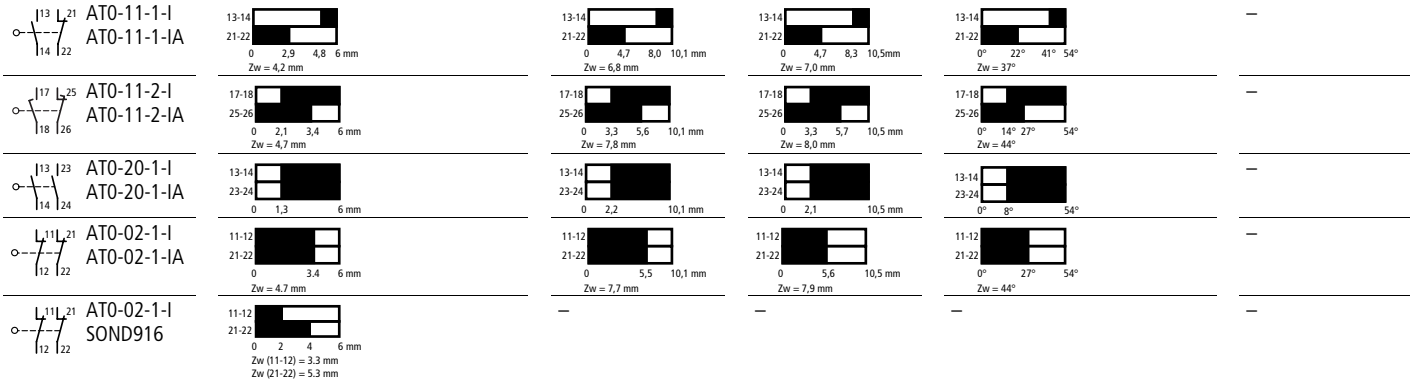 13 21 AT0-11-1-I
AT0-11-1-IA
14 22
13-14
21-22
0 2,9 4,8 6 mm
Zw = 4,2 mm
13-14
21-22
0 4,7 8,0 10,1 mm
Zw = 6,8 mm
13-14
21-22
0 4,7 8,3 10,5mm
Zw = 7,0 mm
13-14
21-22
0° 22° 41° 54°
Zw = 37°
–
17 25 AT0-11-2-I
AT0-11-2-IA
18 26
17-18
25-26
0 2,1 3,4 6 mm
Zw = 4,7 mm
17-18
25-26
0 3,3 5,6 10,1 mm
Zw = 7,8 mm
17-18
25-26
0 3,3 5,7 10,5 mm
Zw = 8,0 mm
17-18
25-26
0° 14° 27° 54°
Zw = 44°
–
13 23 AT0-20-1-I
AT0-20-1-IA
14 24
13-14
23-24
0 1,3 6 mm
13-14
23-24
0 2,2 10,1 mm
13-14
23-24
0 2,1 10,5 mm
13-14
23-24
0° 8° 54°
–
11 21 AT0-02-1-I
AT0-02-1-IA
12 22
11-12
21-22
0 3.4 6 mm
Zw = 4.7 mm
11-12
21-22
0 5,5 10,1 mm
Zw = 7,7 mm
11-12
21-22
0 5,6 10,5 mm
Zw = 7,9 mm
11-12
21-22
0° 27° 54°
Zw = 44°
–
11 21 AT0-02-1-I
SOND916
12 22
11-12
21-22
0 2 4 6 mm
Zw (11-12) = 3.3 mm
Zw (21-22) = 5.3 mm
–
–
–
–